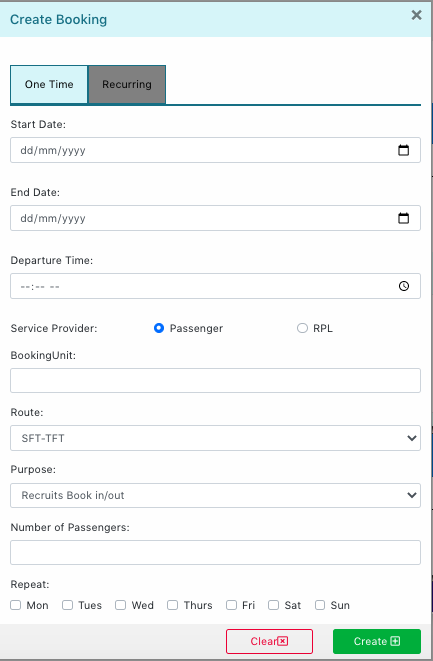 Create Booking
One Time Recurring
Start Date:
dd/mm/yyyy
End Date:
dd/mm/yyyy
Departure Time:
--:-- --
Service Provider: Passenger RPL
BookingUnit:
Route:
SFT-TFT
Purpose:
Recruits Book in/out
Number of Passengers:
Repeat:
Mon Tues Wed Thurs Fri Sat Sun
Clear Create